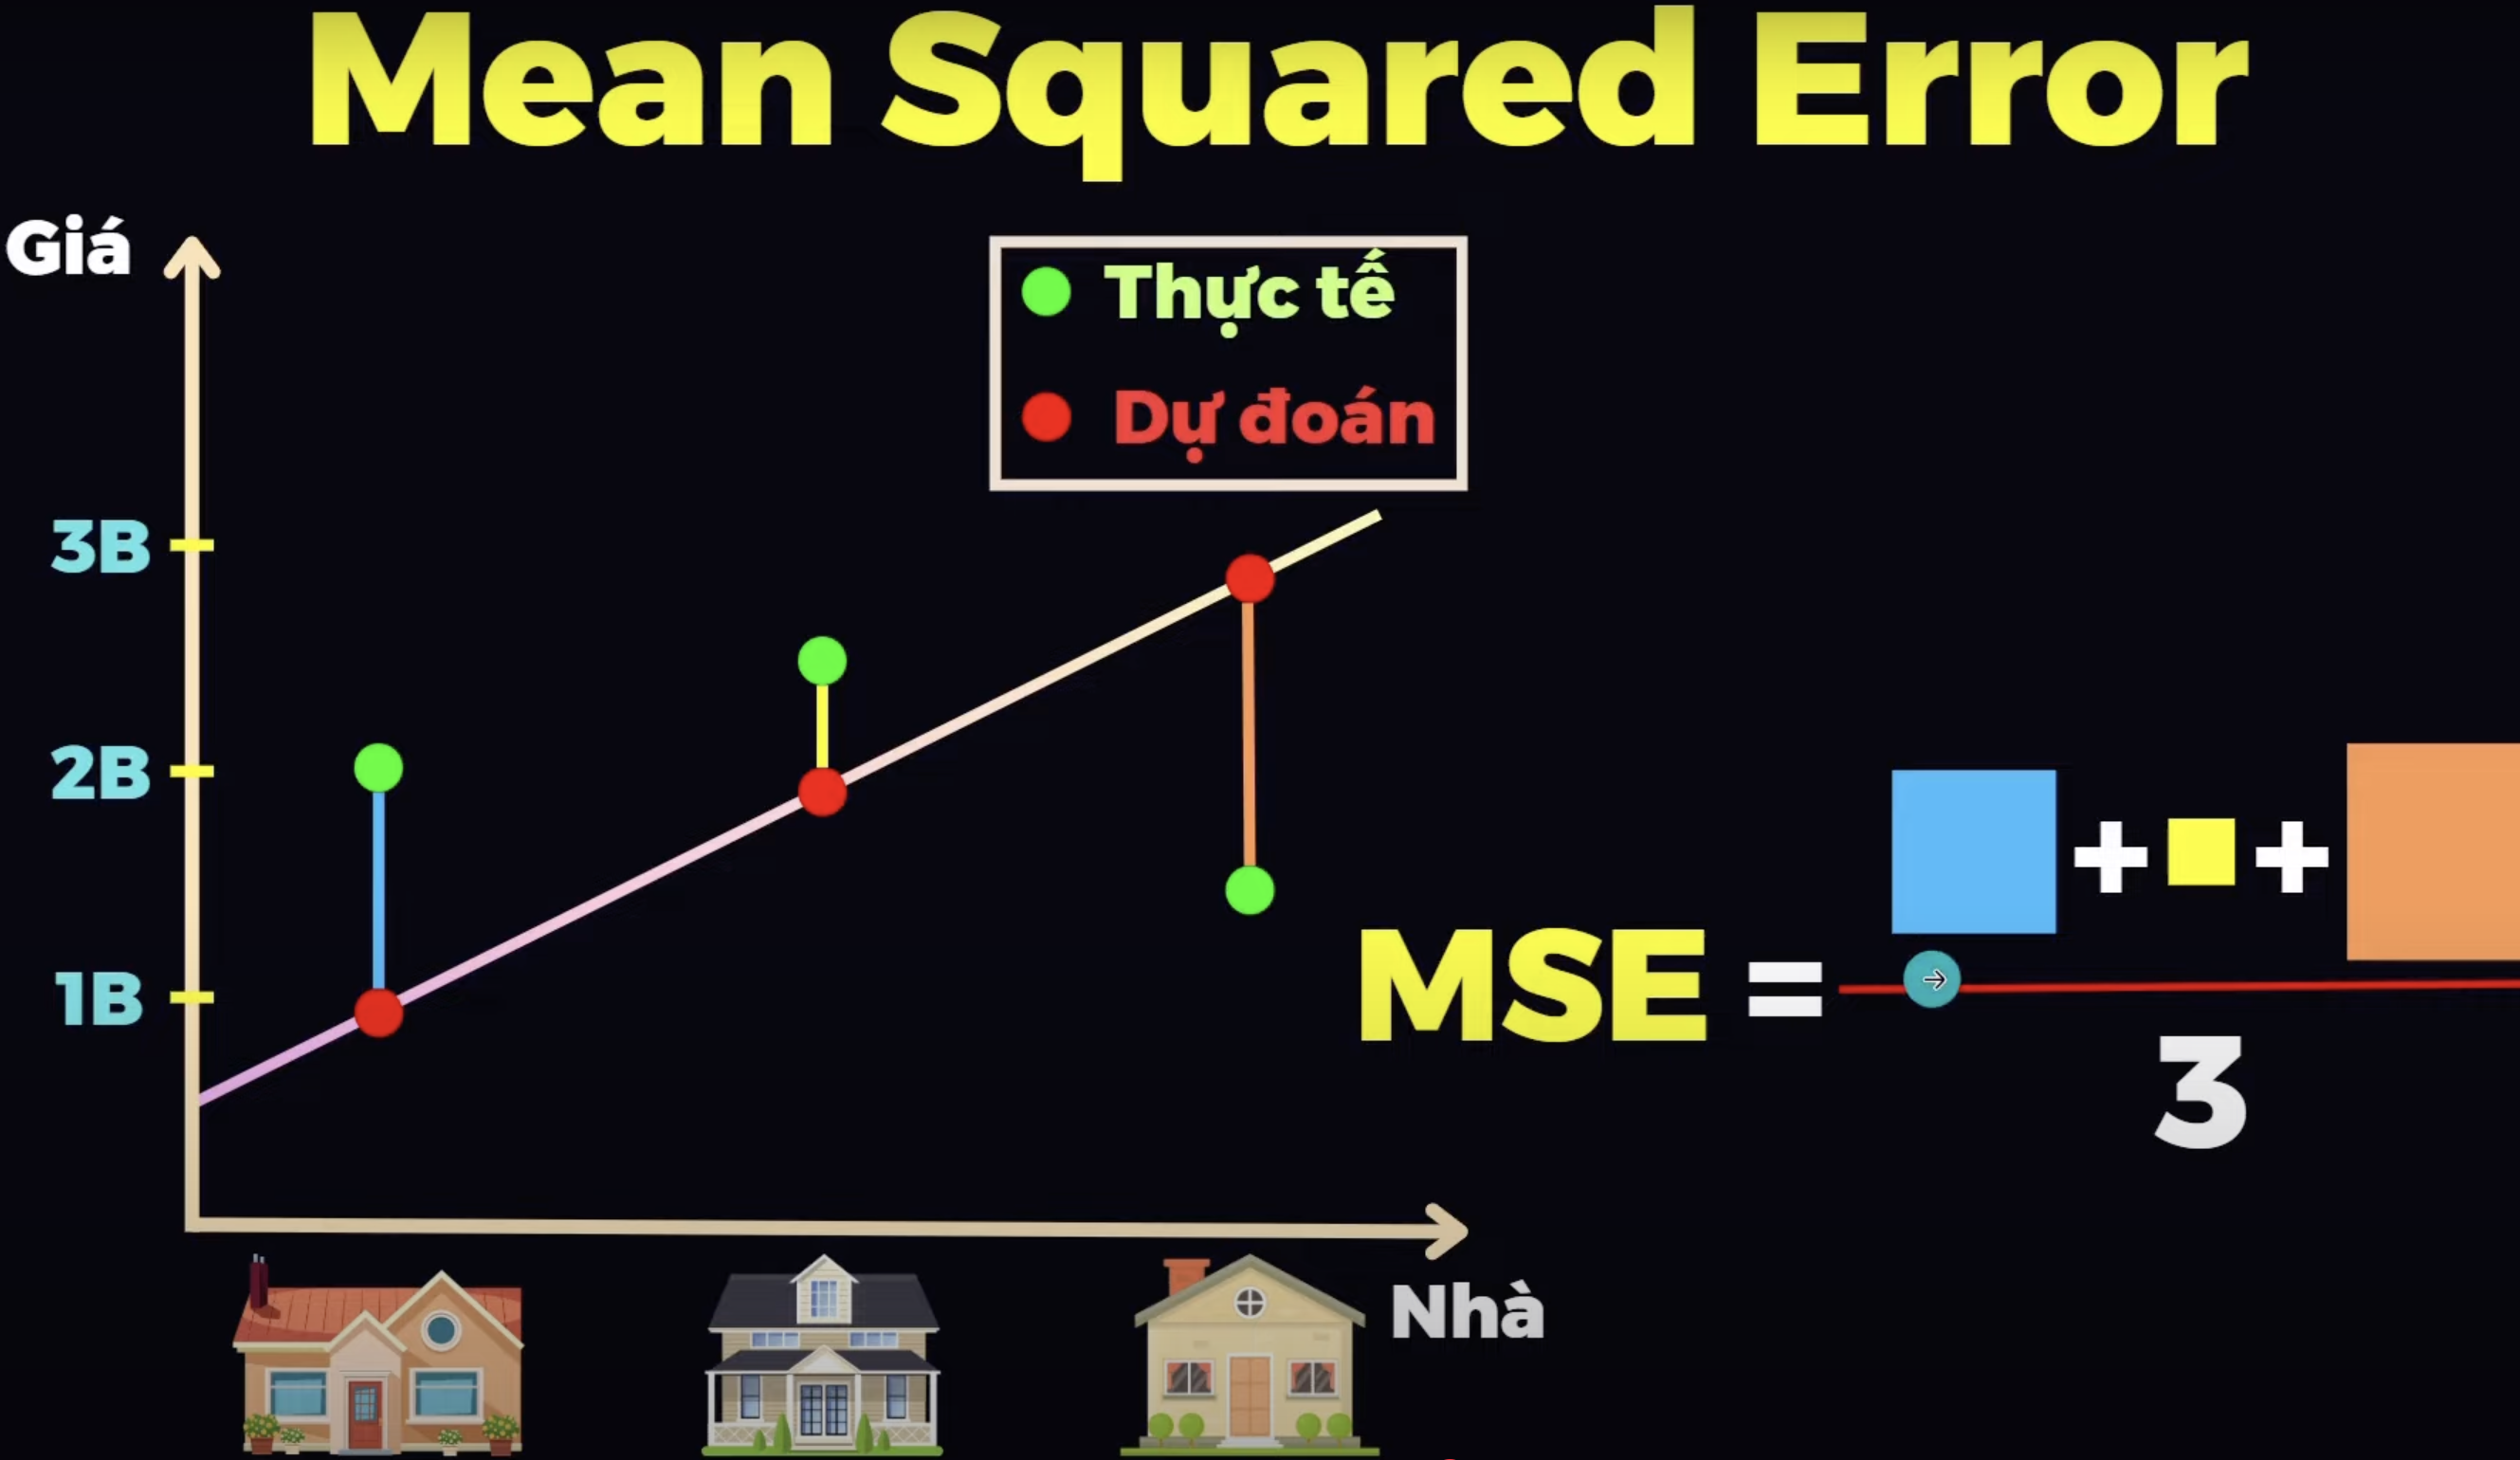 Mean Squared Error
Giá
Thực tế
Dự đoán
3B
2B
1B
+ +
MSE =
3
Nhà